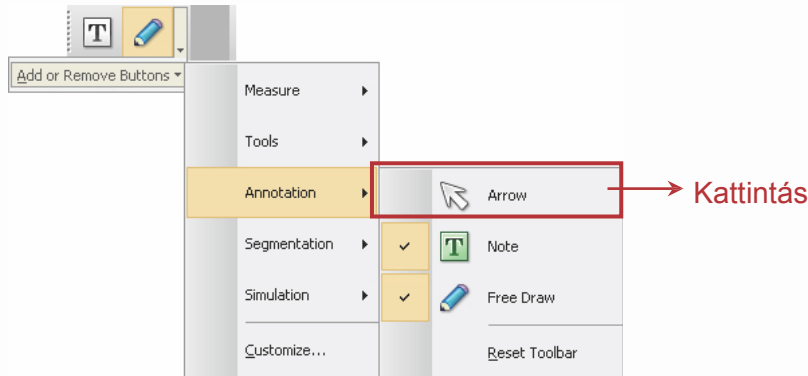 T
Add or Remove Buttons
Measure
Tools
Annotation
Arrow
Kattintás
Segmentation
T
Note
Simulation
Free Draw
Customize...
Reset Toolbar